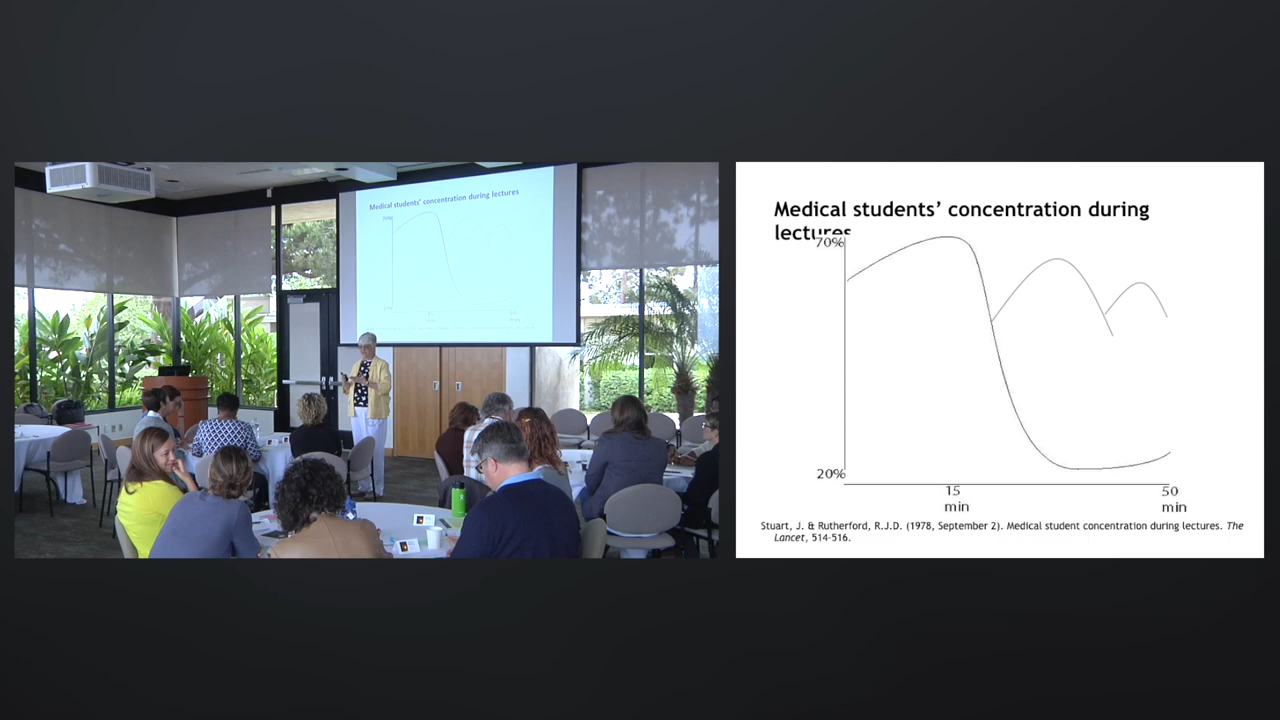 Medical students' concentration during lectures
Medical students’ concentration during
lectures
70%
20%
15
min
50
min
Stuart, J. & Rutherford, R.J.D. (1978, September 2). Medical student concentration during lectures. The
Lancet, 514-516.